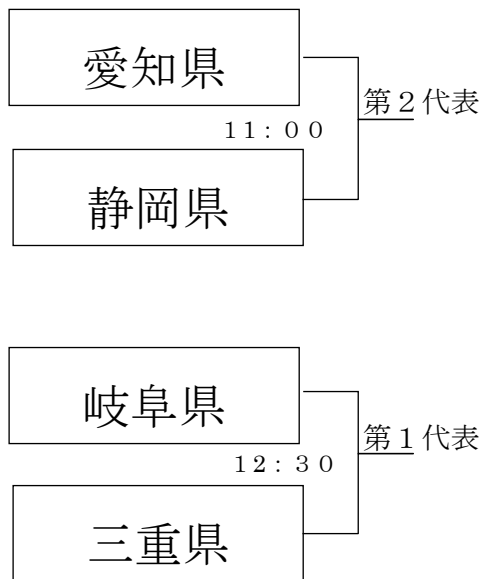 愛知県
第２代表
１１：００
静岡県
岐阜県
第１代表
１２：３０
三重県